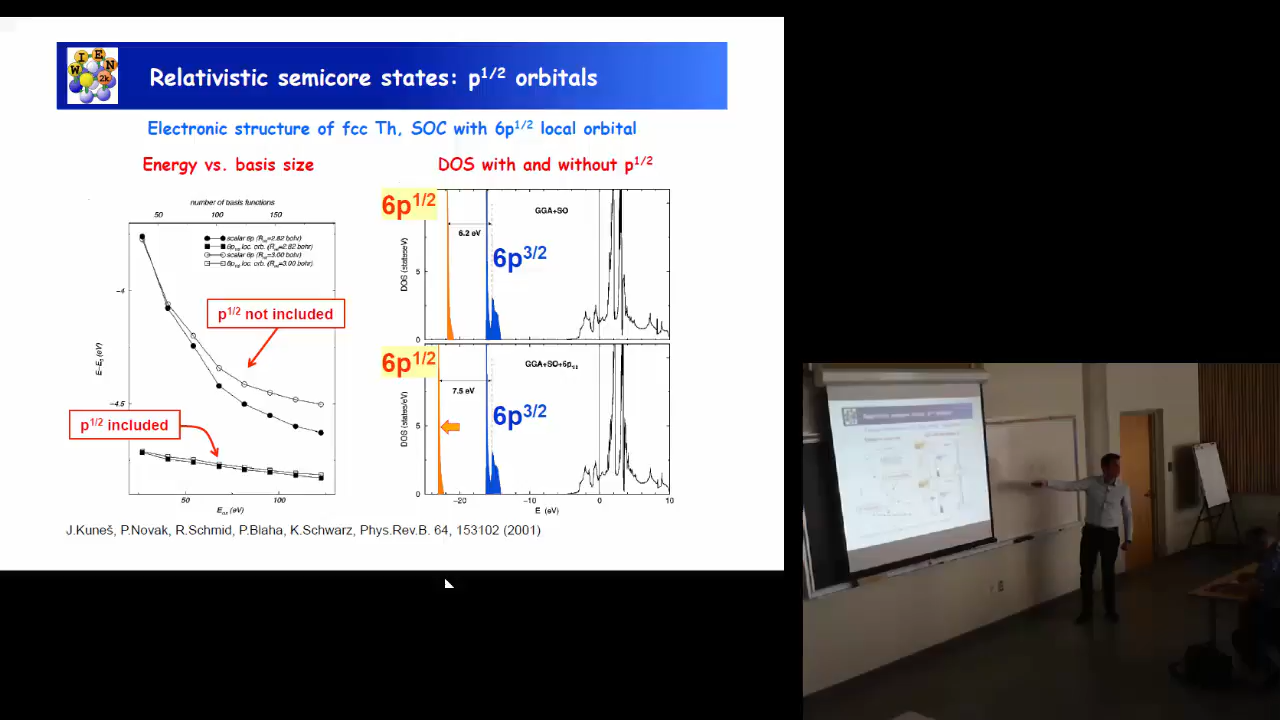 W I E N 2k
Relativistic semicore states: p1/2 orbitals
Electronic structure of fcc Th, SOC with 6p1/2 local orbital
Energy vs. basis size
DOS with and without p1/2
number of basis functions
50 100 150
scalar 6p (Rmt=2.82 bohr)
6p1/2 loc. orb. (Rmt=2.82 bohr)
scalar 6p (Rmt=3.00 bohr)
6p1/2 loc. orb. (Rmt=3.00 bohr)
−4
p1/2 not included
−4.5
p1/2 included
50 100
6p1/2
GGA+SO
6.2 eV
6p3/2
DOS (states/eV)
5
0
6p1/2
GGA+SO+6p1/2
7.5 eV
6p3/2
DOS (states/eV)
5
0
−20 −10 0 10
E (eV)
J.Kuneš, P.Novak, R.Schmid, P.Blaha, K.Schwarz, Phys.Rev.B. 64, 153102 (2001)